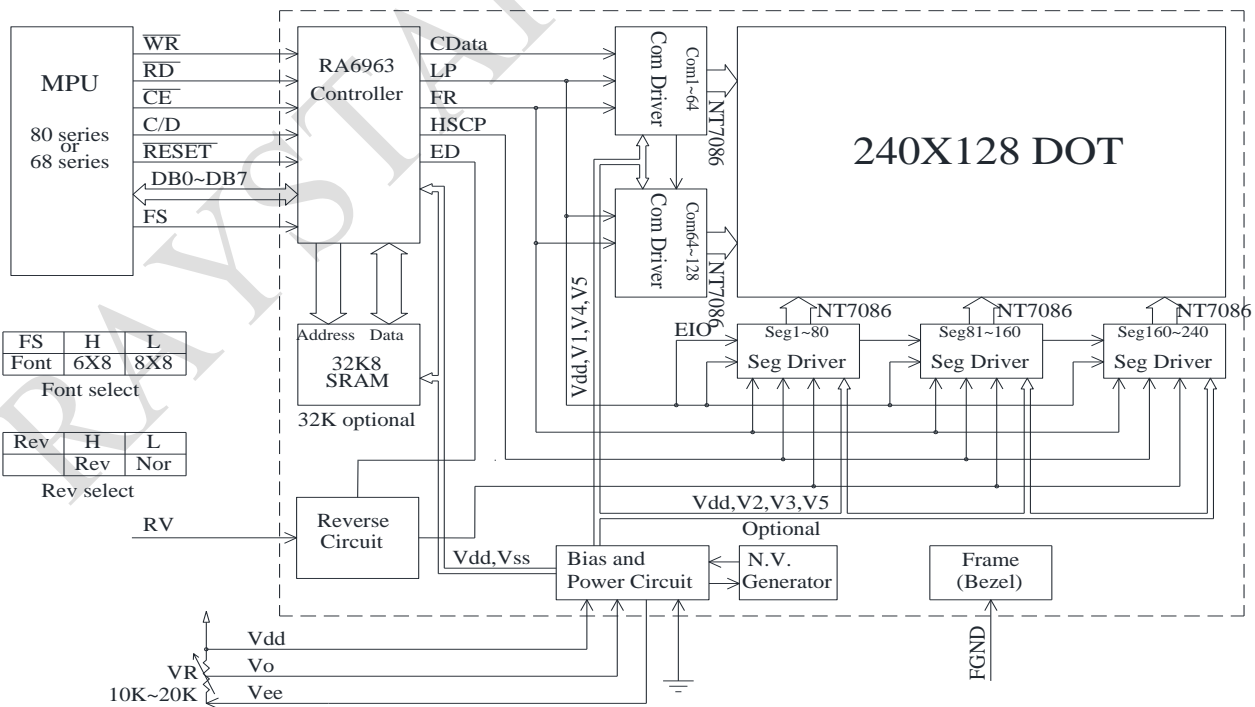 RAYSTA
MPU
80 series
or
68 series
WR
RD
CE
C/D
RESET
DB0~DB7
FS
RA6963
Controller
CData
LP
FR
HSCP
ED
Com Driver
Com1~64
NT7086
Com Driver
Com64~128
NT7086
240X128 DOT
Address Data
32K8
SRAM
32K optional
Vdd,V1,V4,V5
EIO
NT7086
Seg1~80
Seg Driver
NT7086
Seg81~160
Seg Driver
NT7086
Seg160~240
Seg Driver
FS H L
Font 6X8 8X8
Font select
Rev H L
Rev Nor
Rev select
RV
Reverse
Circuit
Vdd,V2,V3,V5
Optional
Vdd,Vss
Bias and
Power Circuit
N.V.
Generator
Frame
(Bezel)
FGND
Vdd
VR
Vo
10K~20K
Vee